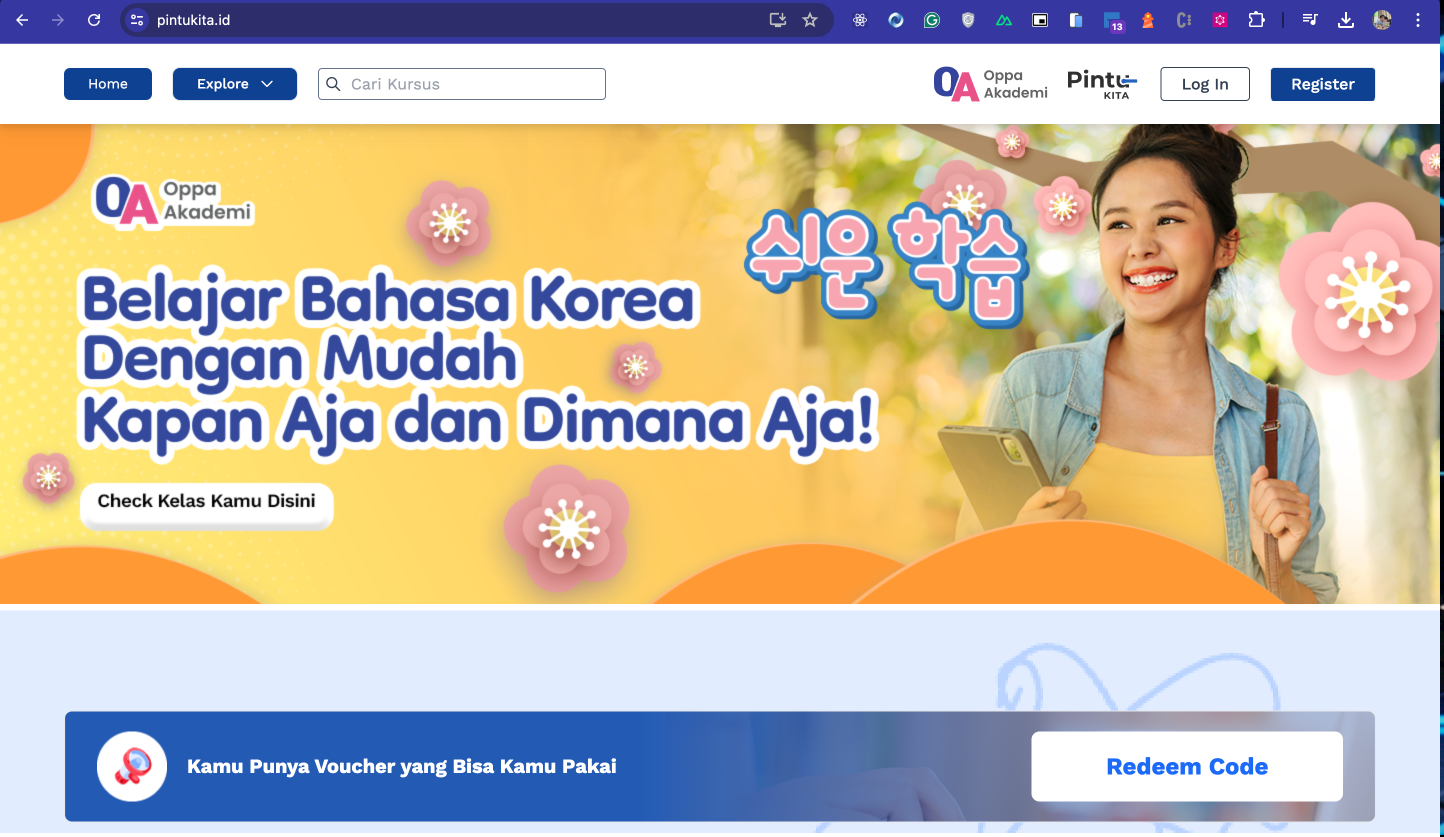 pintukita.id
13
Home
Explore
Cari Kursus
OA Oppa
Akademi
Pintu
KITA
Log In
Register
OA Oppa
Akademi
쉬운 학습
Belajar Bahasa Korea
Dengan Mudah
Kapan Aja dan Dimana Aja!
Check Kelas Kamu Disini
Kamu Punya Voucher yang Bisa Kamu Pakai
Redeem Code